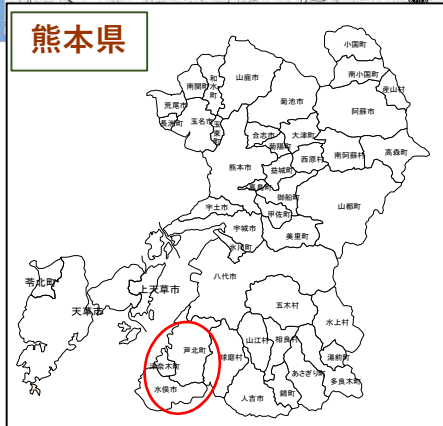 熊本県
小国町
南小国町
産山村
和水町
山鹿市
南関町
菊池市
荒尾市
玉名市
長洲町
玉東町
阿蘇市
合志市
大津町
菊陽町
高森町
西原村
南阿蘇村
熊本市
益城町
嘉島町
御船町
山都町
宇土市
甲佐町
宇城市
美里町
氷川町
八代市
苓北町
上天草市
天草市
五木村
水上村
芦北町
山江村
相良村
球磨村
津奈木町
湯前町
あさぎり町
多良木町
水俣市
人吉市
錦町